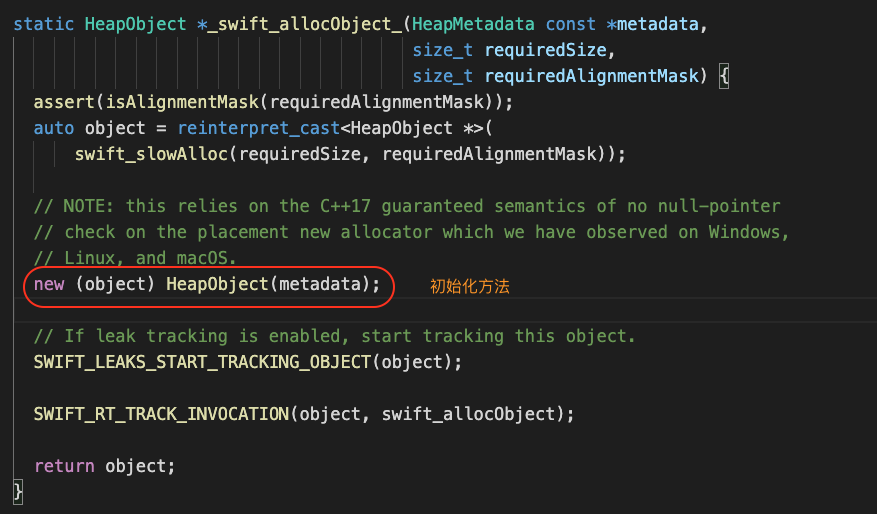 static HeapObject *_swift_allocObject_(HeapMetadata const *metadata,
size_t requiredSize,
size_t requiredAlignmentMask) {
assert(isAlignmentMask(requiredAlignmentMask));
auto object = reinterpret_cast<HeapObject *>(
swift_slowAlloc(requiredSize, requiredAlignmentMask));
// NOTE: this relies on the C++17 guaranteed semantics of no null-pointer
// check on the placement new allocator which we have observed on Windows,
// Linux, and macOS.
new (object) HeapObject(metadata); 初始化方法
// If leak tracking is enabled, start tracking this object.
SWIFT_LEAKS_START_TRACKING_OBJECT(object);
SWIFT_RT_TRACK_INVOCATION(object, swift_allocObject);
return object;
}